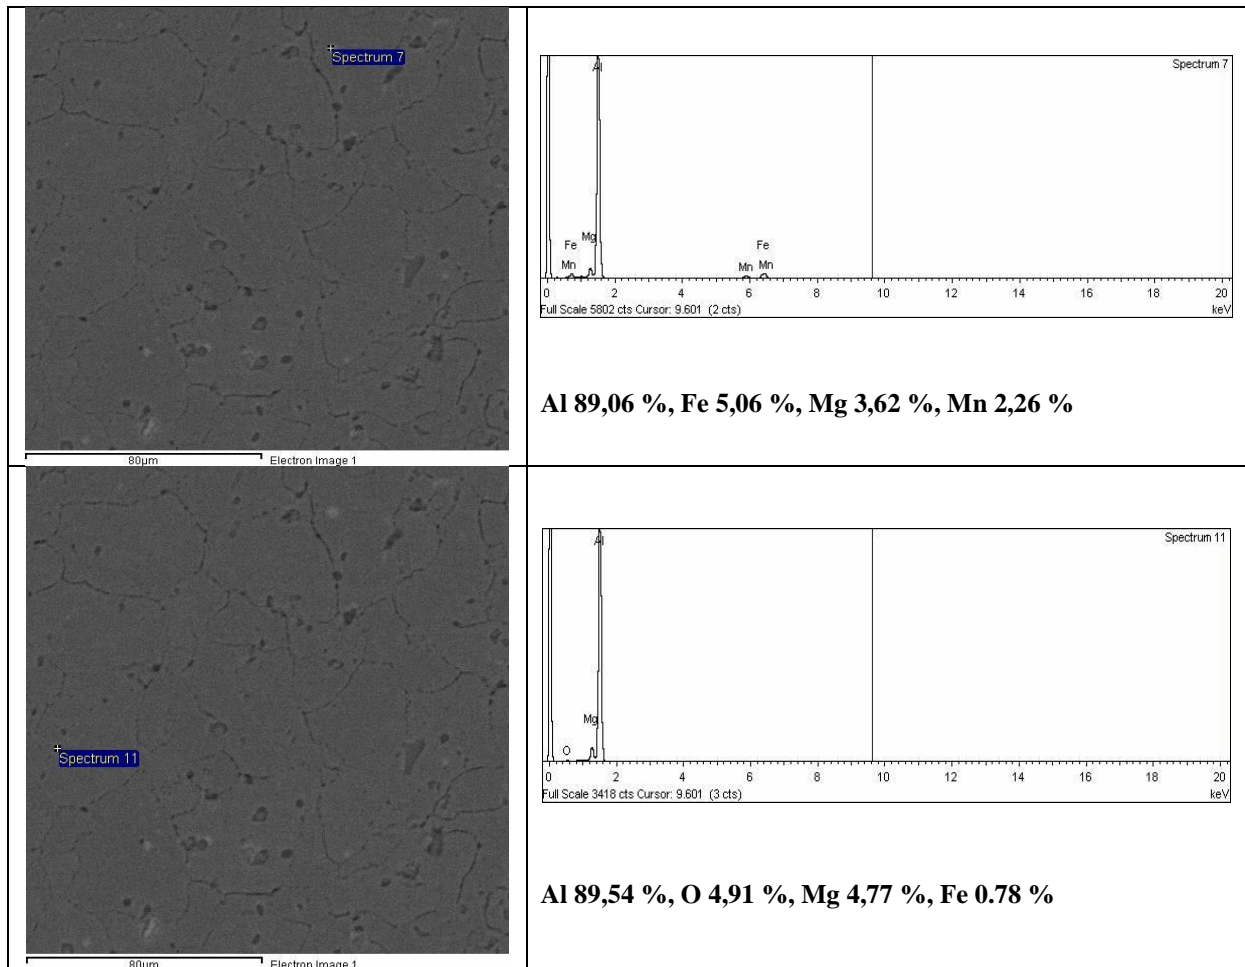 Spectrum 7
80µm Electron Image 1
Spectrum 7
Al
Mg
Fe Fe
Mn Mn Mn
0 2 4 6 8 10 12 14 16 18 20
Full Scale 5802 cts Cursor: 9.601 (2 cts) keV
Al 89,06 %, Fe 5,06 %, Mg 3,62 %, Mn 2,26 %
Spectrum 11
80µm Electron Image 1
Spectrum 11
Al
Mg
O
0 2 4 6 8 10 12 14 16 18 20
Full Scale 3418 cts Cursor: 9.601 (3 cts) keV
Al 89,54 %, O 4,91 %, Mg 4,77 %, Fe 0.78 %